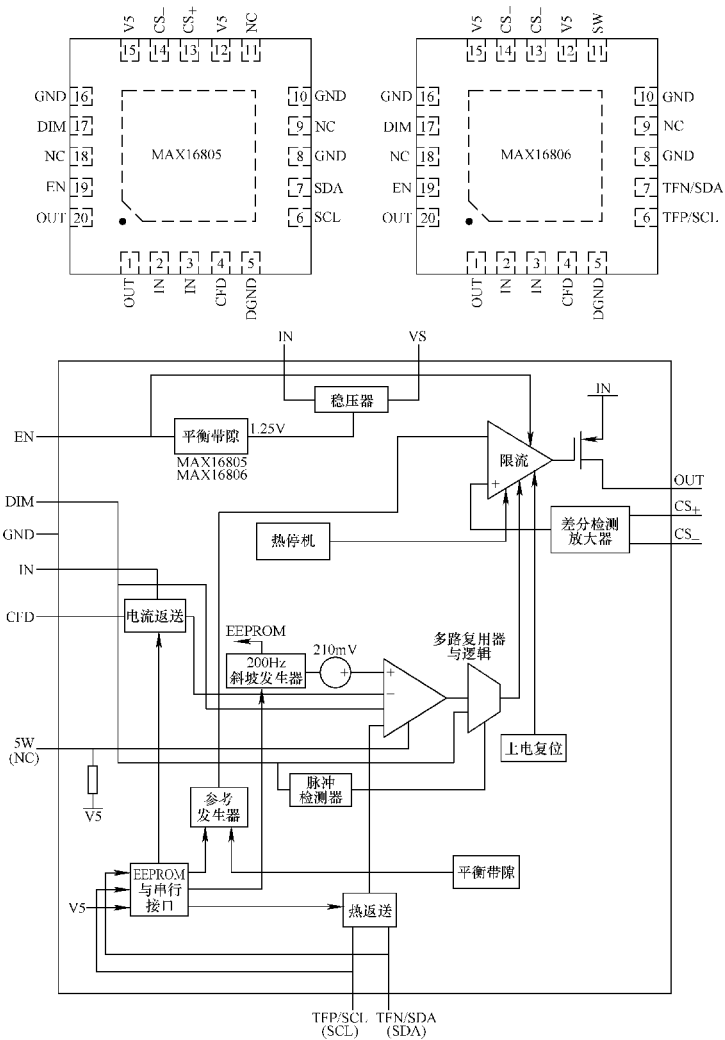 V5 CS− CS+ V5 NC
15 14 13 12 11
GND 16
DIM 17
NC 18
EN 19
OUT 20
MAX16805
10 GND
9 NC
8 GND
7 SDA
6 SCL
1 2 3 4 5
OUT IN IN CFD DGND
V5 CS− CS− V5 SW
15 14 13 12 11
GND 16
DIM 17
NC 18
EN 19
OUT 20
MAX16806
10 GND
9 NC
8 GND
7 TFN/SDA
6 TFP/SCL
1 2 3 4 5
OUT IN IN CFD DGND
IN VS
稳压器
IN
EN
平衡带隙
1.25V
MAX16805
MAX16806
限流
+
OUT
DIM
CS+
差分检测
放大器
CS−
GND
热停机
IN
CFD
电流返送
EEPROM
200Hz
斜坡发生器
210mV
+
+
−
多路复用器
与逻辑
5W
(NC)
上电复位
V5
脉冲
检测器
参考
发生器
平衡带隙
EEPROM
与串行
接口
V5
热返送
TFP/SCL
(SCL)
TFN/SDA
(SDA)